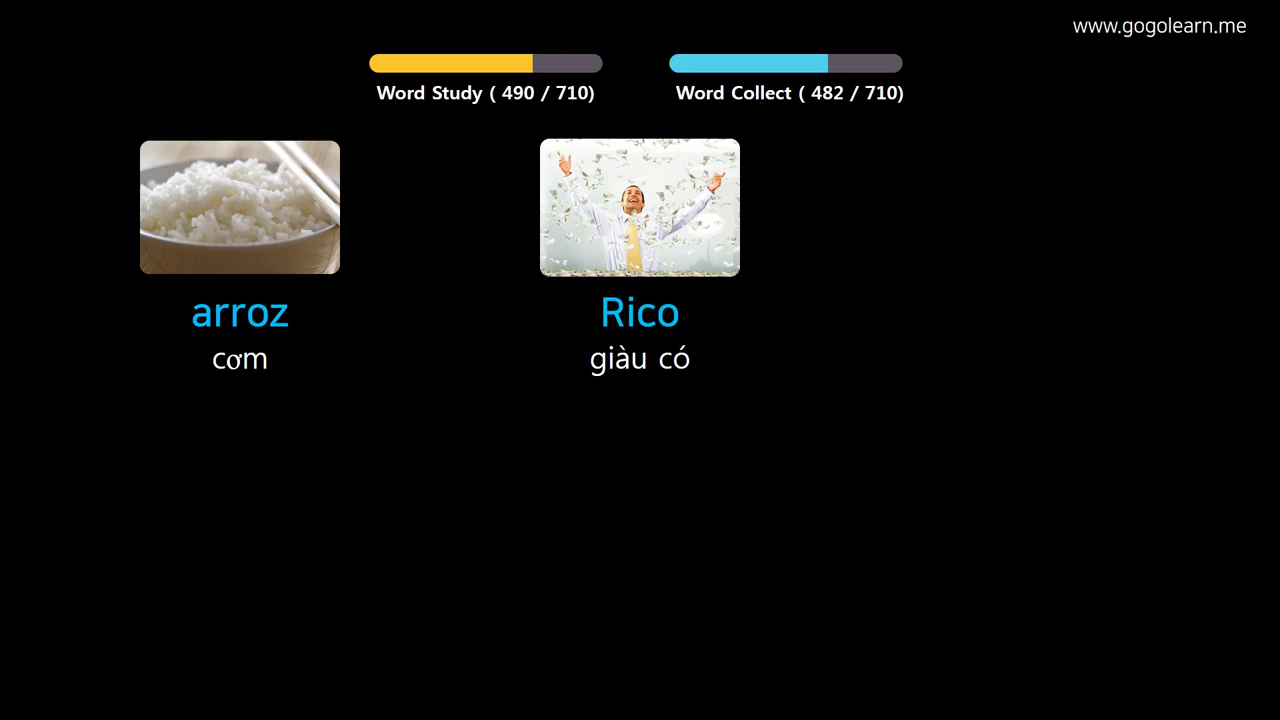 www.gogolearn.me
Word Study ( 490 / 710)
Word Collect ( 482 / 710)
arroz
Rico
cơm
giàu có